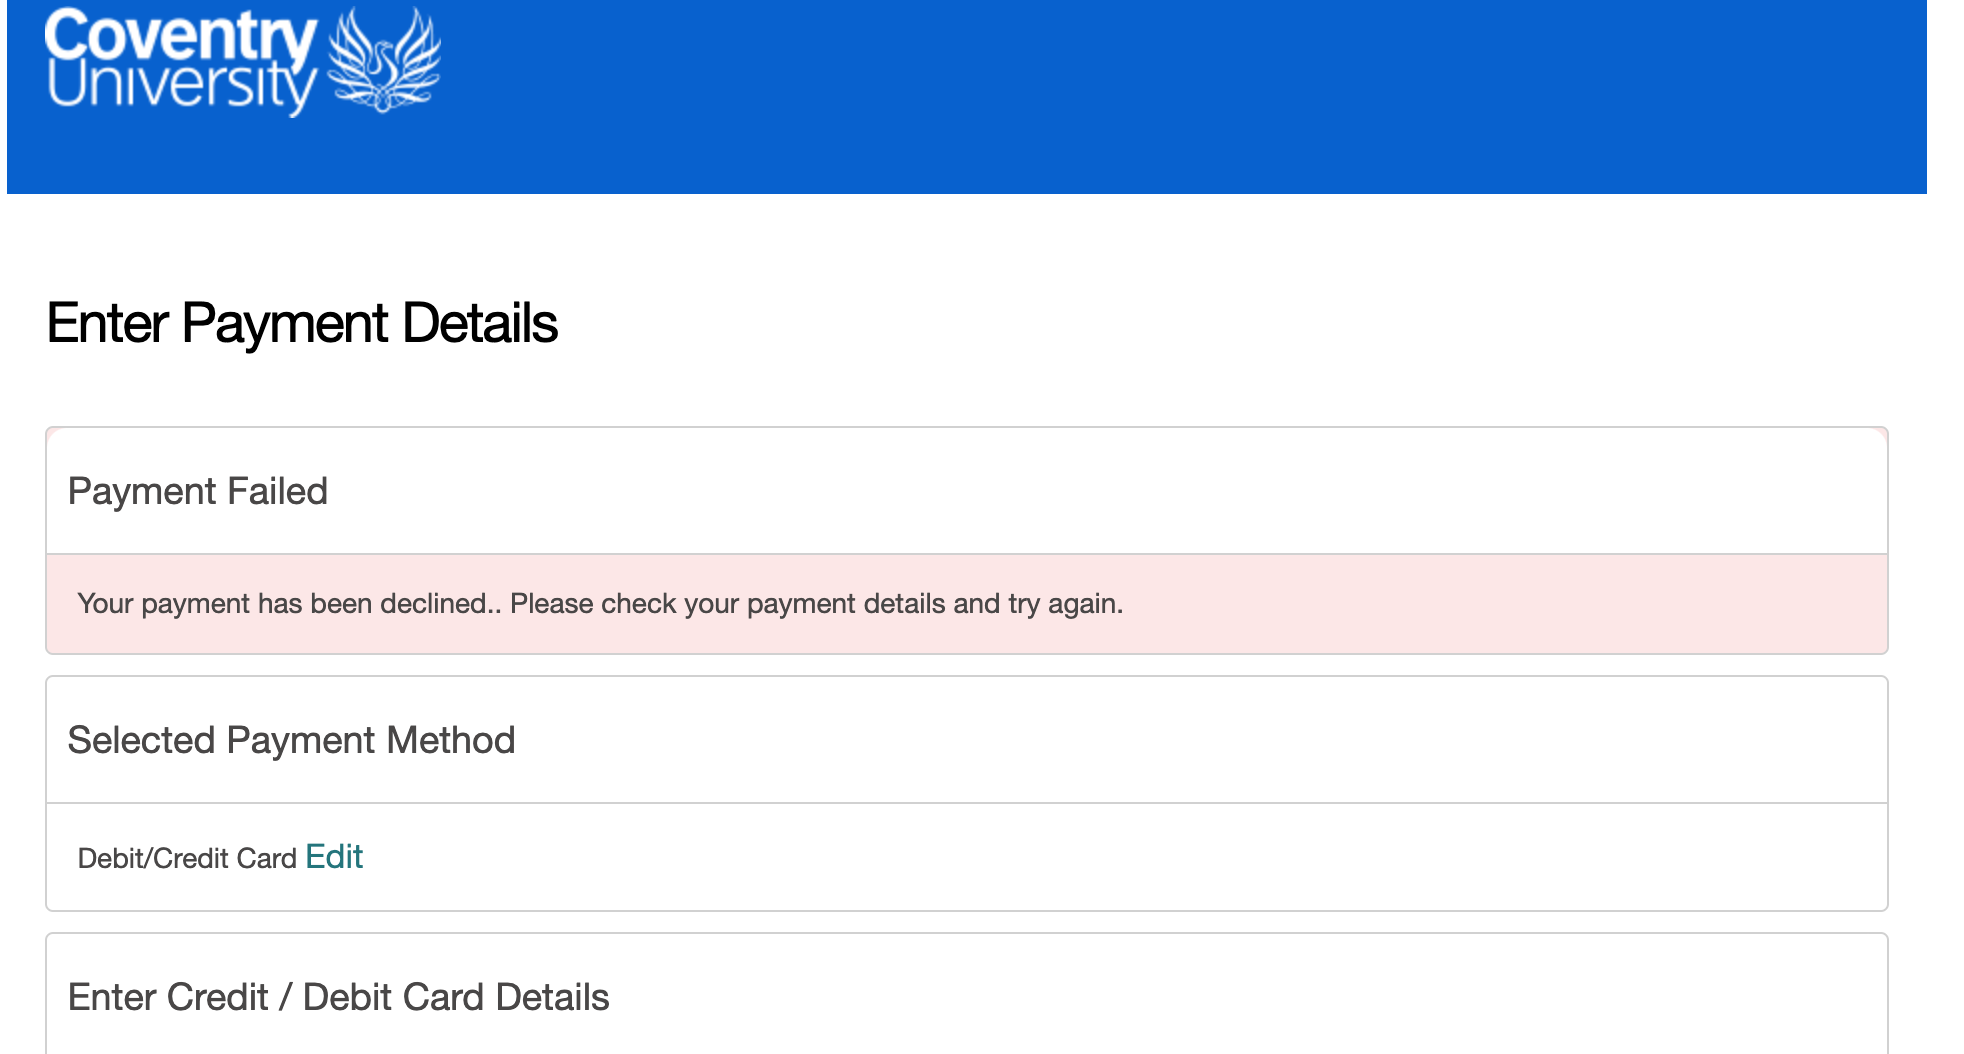 Coventry
University
Enter Payment Details
Payment Failed
Your payment has been declined.. Please check your payment details and try again.
Selected Payment Method
Debit/Credit Card Edit
Enter Credit / Debit Card Details